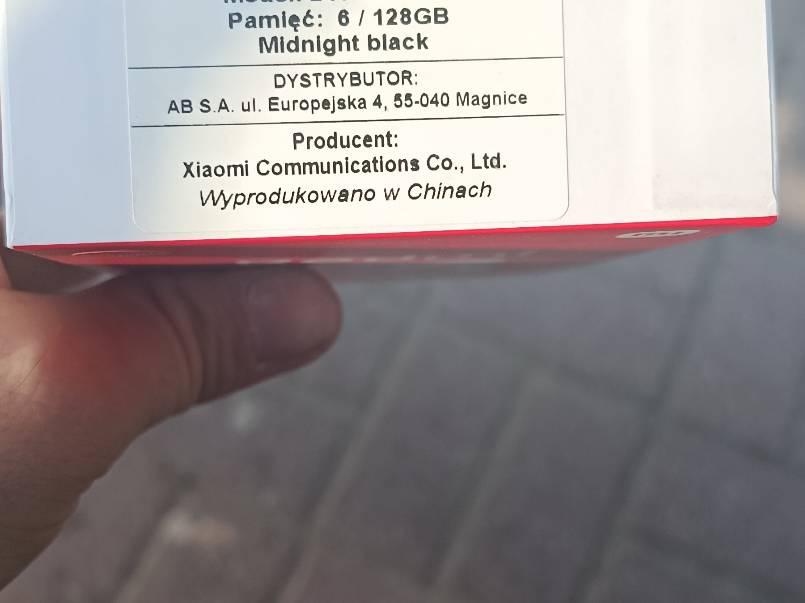 Pamięć: 6 / 128GB
Midnight black
DYSTRYBUTOR:
AB S.A. ul. Europejska 4, 55-040 Magnice
Producent:
Xiaomi Communications Co., Ltd.
Wyprodukowano w Chinach